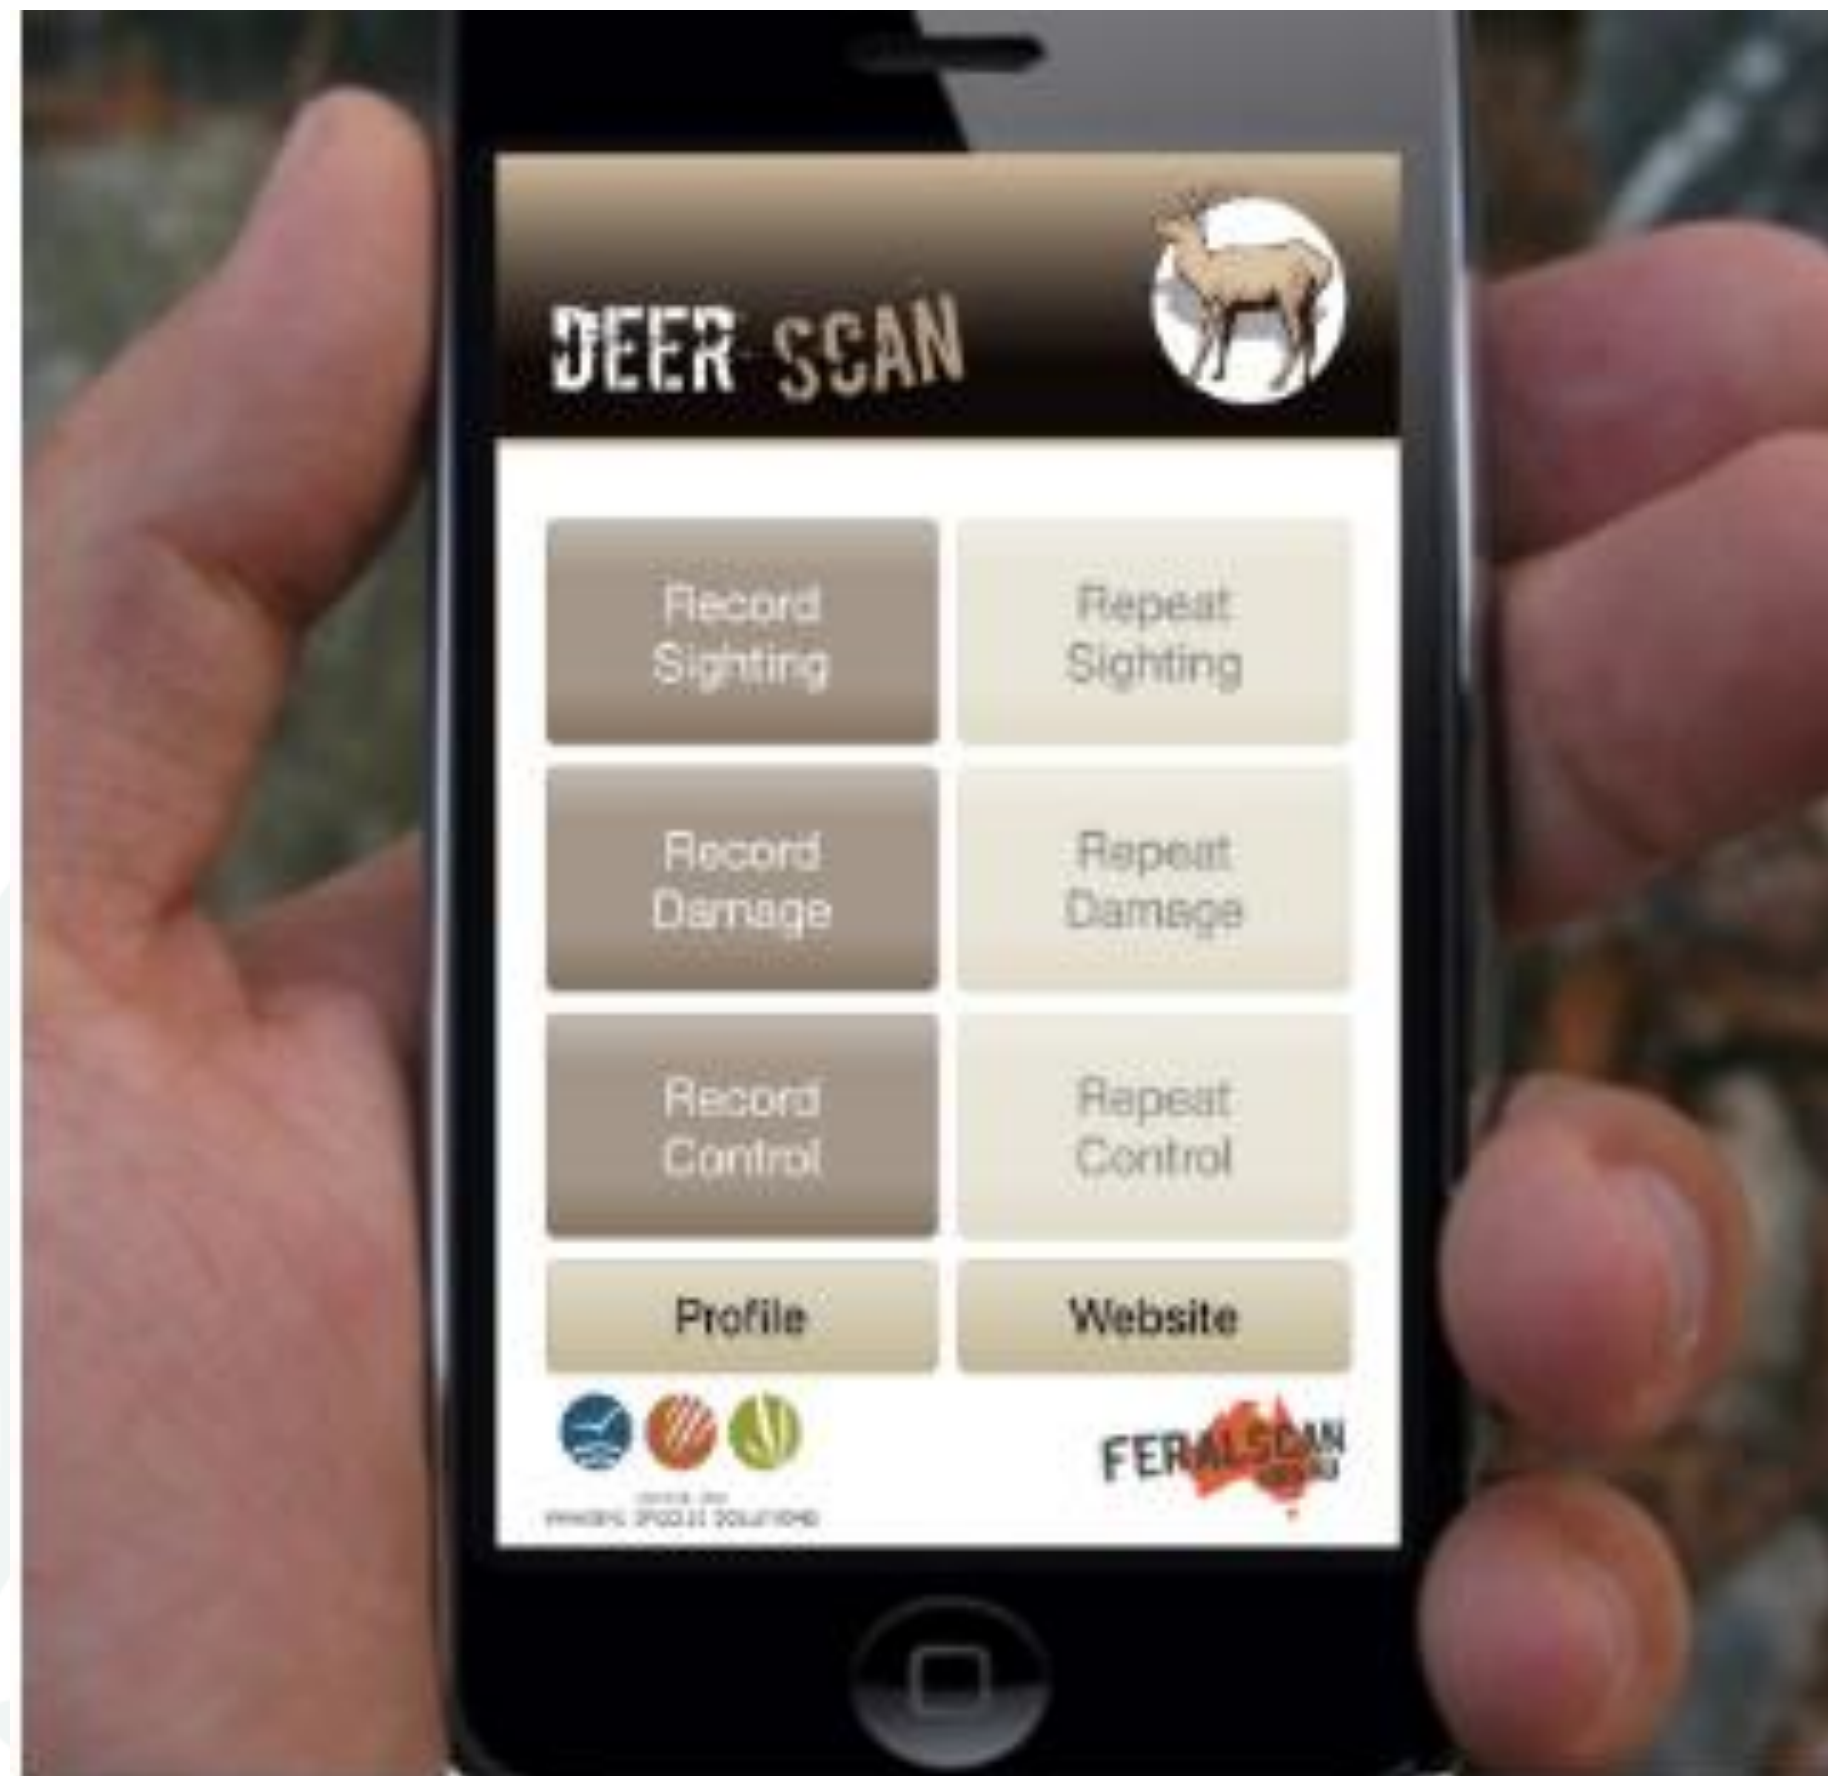 DEER SCAN
Record
Sighting
Repeat
Sighting
Record
Damage
Repeat
Damage
Record
Control
Repeat
Control
Profile
Website
FERALSCAN